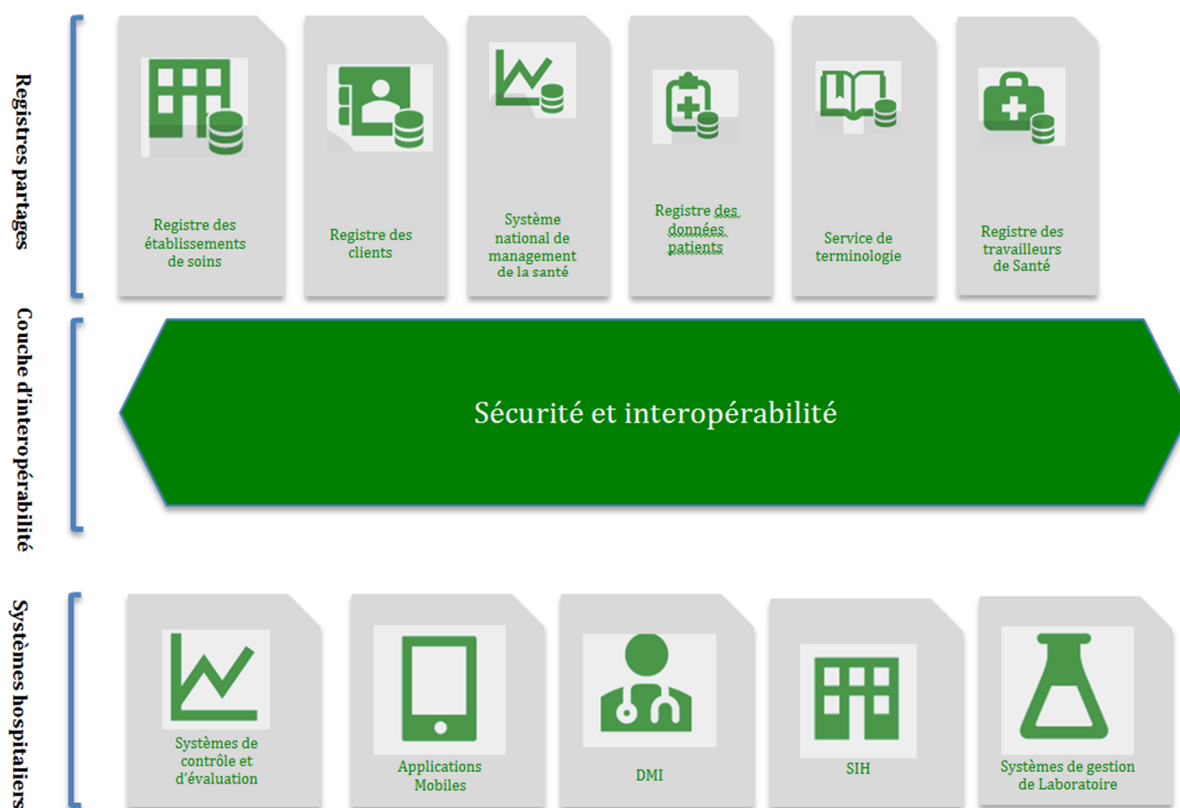 Registres partages
Registre des
établissements
de soins
Registre des
clients
Système
national de
management
de la santé
Registre des
données
patients
Service de
terminologie
Registre des
travailleurs
de Santé
Couche d'interopérabilité
Sécurité et interopérabilité
Systèmes hospitaliers
Systèmes de
contrôle et
d'évaluation
Applications
Mobiles
DMI
SIH
Systèmes de gestion
de Laboratoire